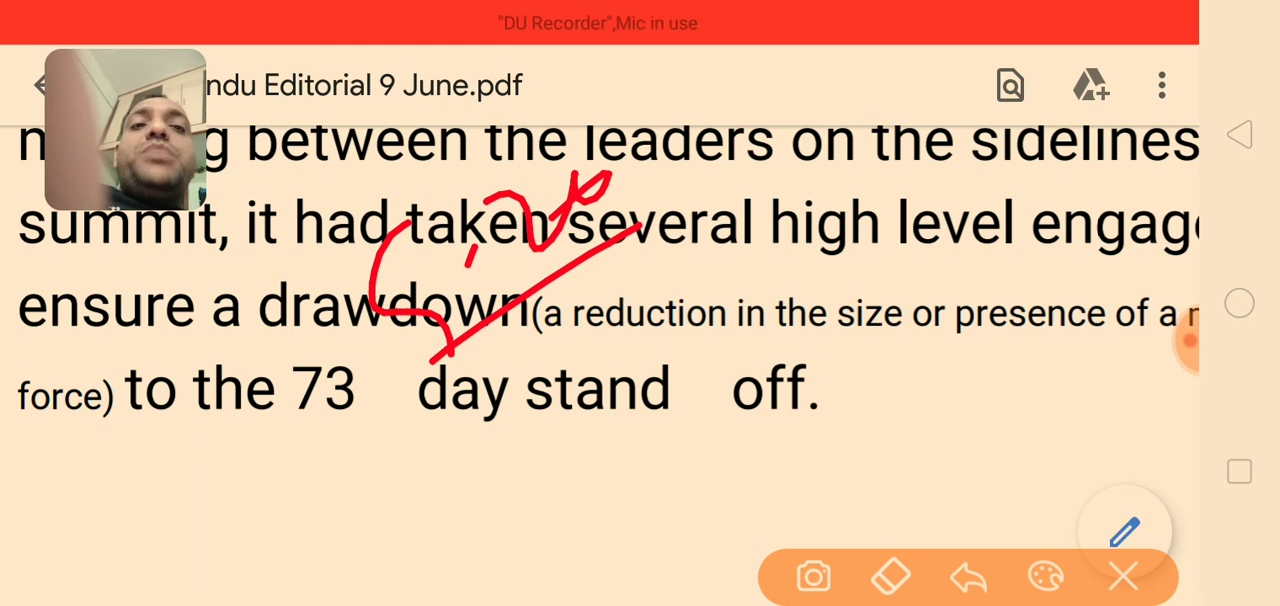 "DU Recorder",Mic in use
ndu Editorial 9 June.pdf
g between the leaders on the sidelines
summit, it had taken several high level engag
ensure a drawdown(a reduction in the size or presence of a
force) to the 73 day stand off.